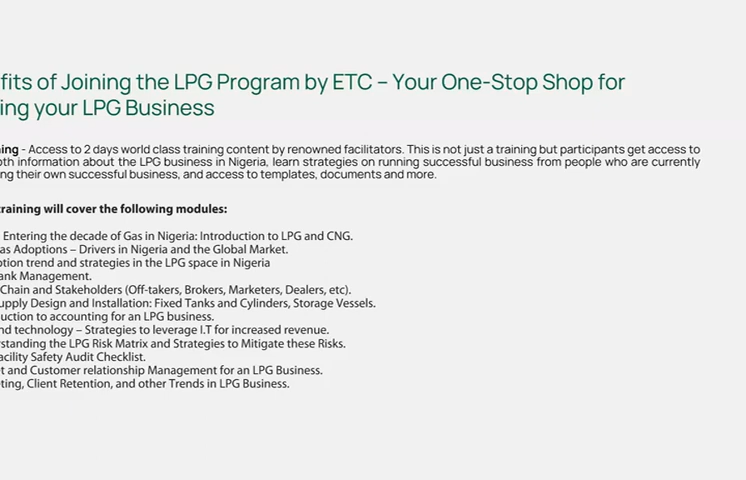 fits of Joining the LPG Program by ETC – Your One-Stop Shop for
ing your LPG Business
ing - Access to 2 days world class training content by renowned facilitators. This is not just a training but participants get access to
pth information about the LPG business in Nigeria, learn strategies on running successful business from people who are currently
ng their own successful business, and access to templates, documents and more.
training will cover the following modules:
Entering the decade of Gas in Nigeria: Introduction to LPG and CNG.
as Adoptions – Drivers in Nigeria and the Global Market.
ption trend and strategies in the LPG space in Nigeria
ank Management.
Chain and Stakeholders (Off-takers, Brokers, Marketers, Dealers, etc).
upply Design and Installation: Fixed Tanks and Cylinders, Storage Vessels.
uction to accounting for an LPG business.
nd technology – Strategies to leverage I.T for increased revenue.
rstanding the LPG Risk Matrix and Strategies to Mitigate these Risks.
acility Safety Audit Checklist.
et and Customer relationship Management for an LPG Business.
eting, Client Retention, and other Trends in LPG Business.